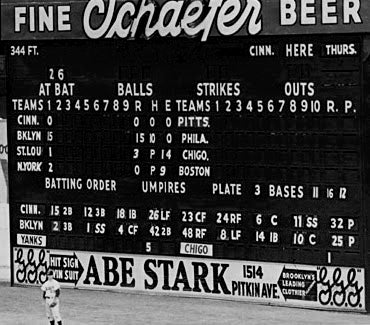 FINE Schaefer BEER
344 FT. CINN. HERE THURS.
26
AT BAT BALLS STRIKES OUTS
TEAMS 1 2 3 4 5 6 7 8 9 R H E TEAMS 1 2 3 4 5 6 7 8 9 10 R. P.
CINN. 0 0 0 0 PITTS.
BKLYN 15 15 10 0 PHILA.
ST.LOU 1 3 P 14 CHIGO.
N.YORK 2 0 P 9 BOSTON
BATTING ORDER UMPIRES PLATE 3 BASES 11 16 12
CINN. 15 2B 12 3B 18 IB 26 LF 23 CF 24 RF 6 C 11 SS 32 P
BKLY 2 3B 1 SS 4 CF 42 2B 48 RF 8 LF 14 IB 10 C 25 P
YANKS 5 CHIGO 1
HIT SIGN WIN SUIT ABE STARK 1514 PITKIN AVE. BROOKLYN'S LEADING CLOTHIER